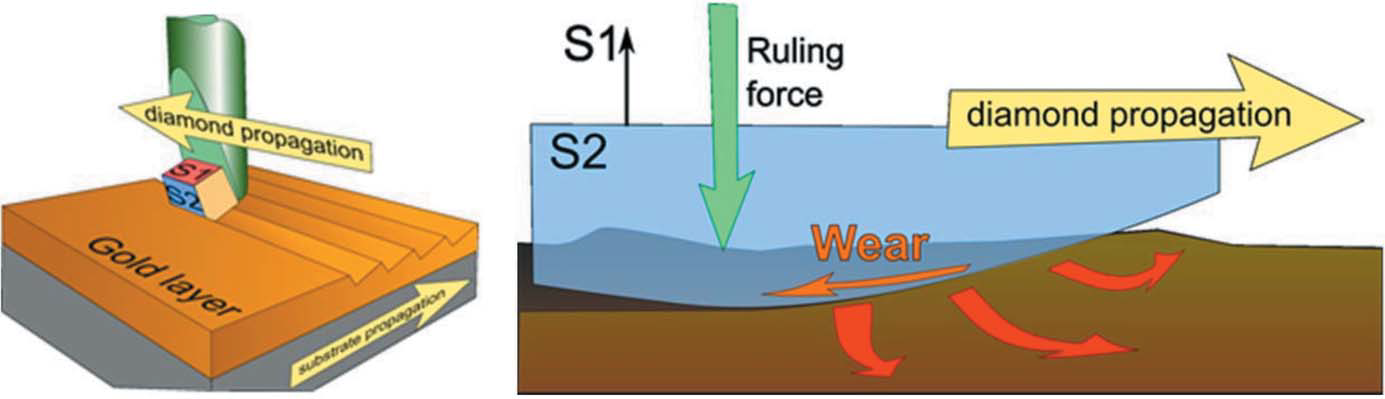 diamond propagation
S1
S2
Gold layer
substrate propagation
S1
Ruling
force
diamond propagation
S2
Wear